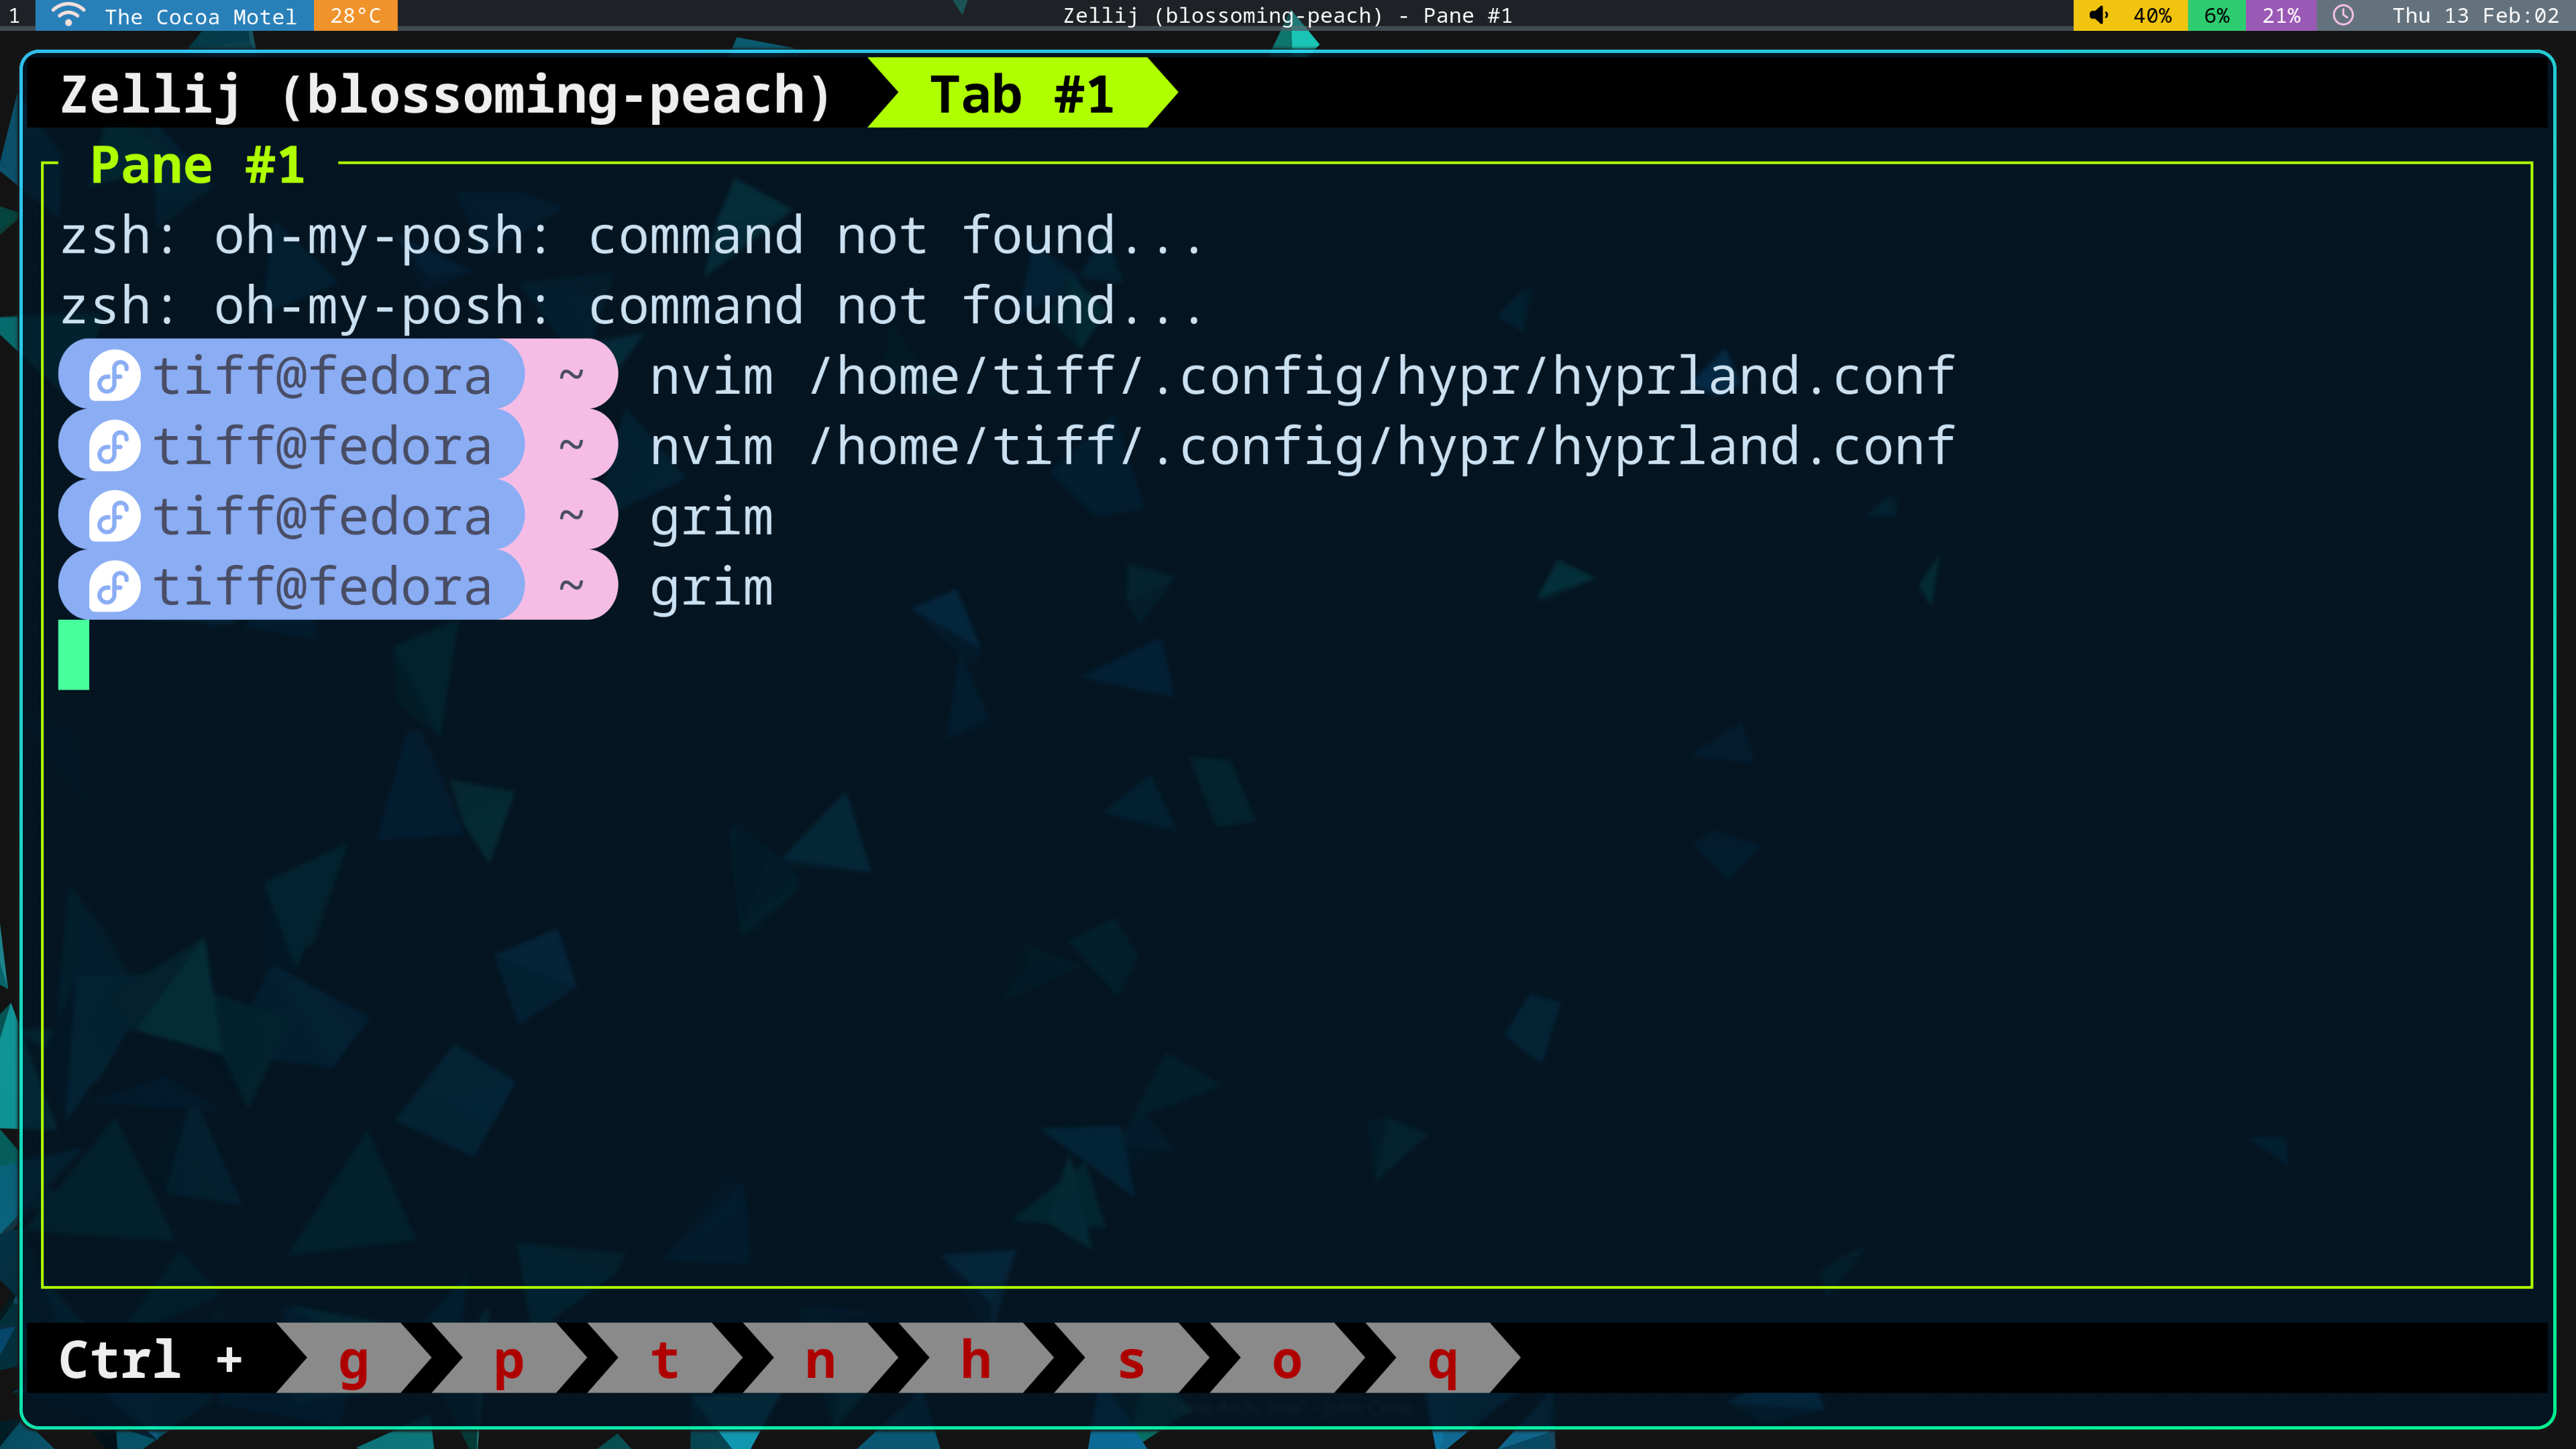 1 The Cocoa Motel 28°C Zellij (blossoming-peach) - Pane #1 40% 6% 21% Thu 13 Feb:02
Zellij (blossoming-peach) Tab #1
Pane #1
zsh: oh-my-posh: command not found...
zsh: oh-my-posh: command not found...
tiff@fedora ~ nvim /home/tiff/.config/hypr/hyprland.conf
tiff@fedora ~ nvim /home/tiff/.config/hypr/hyprland.conf
tiff@fedora ~ grim
tiff@fedora ~ grim
Ctrl + g p t n h s o q